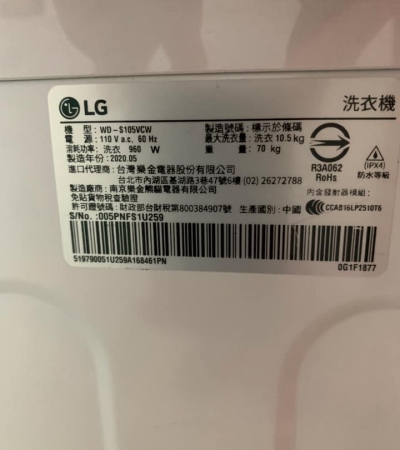 LG
洗衣機
機 型: WD-S105VCW
製造號碼: 標示於條碼
電 源: 110 V a.c, 60 Hz
最大洗衣量: 洗衣 10.5 kg
消耗功率: 洗衣 960 W
重 量: 70 kg
製造年份: 2020.05
進口代理商: 台灣樂金電器股份有限公司
台北市內湖區基湖路3巷47號6樓 (02) 26272788
製造廠商: 南京樂金熊貓電器有限公司
免貼貨物稅查驗證
許可證號: 財政部台財稅第800384907號 生產國別: 中國
S/No. :005PNFS1U259
R3A062
RoHs
(IPX4)
防水等級
內含發射器模組:
CCAB16LP2510T6
519790051U259A168461PN
0G1F1877